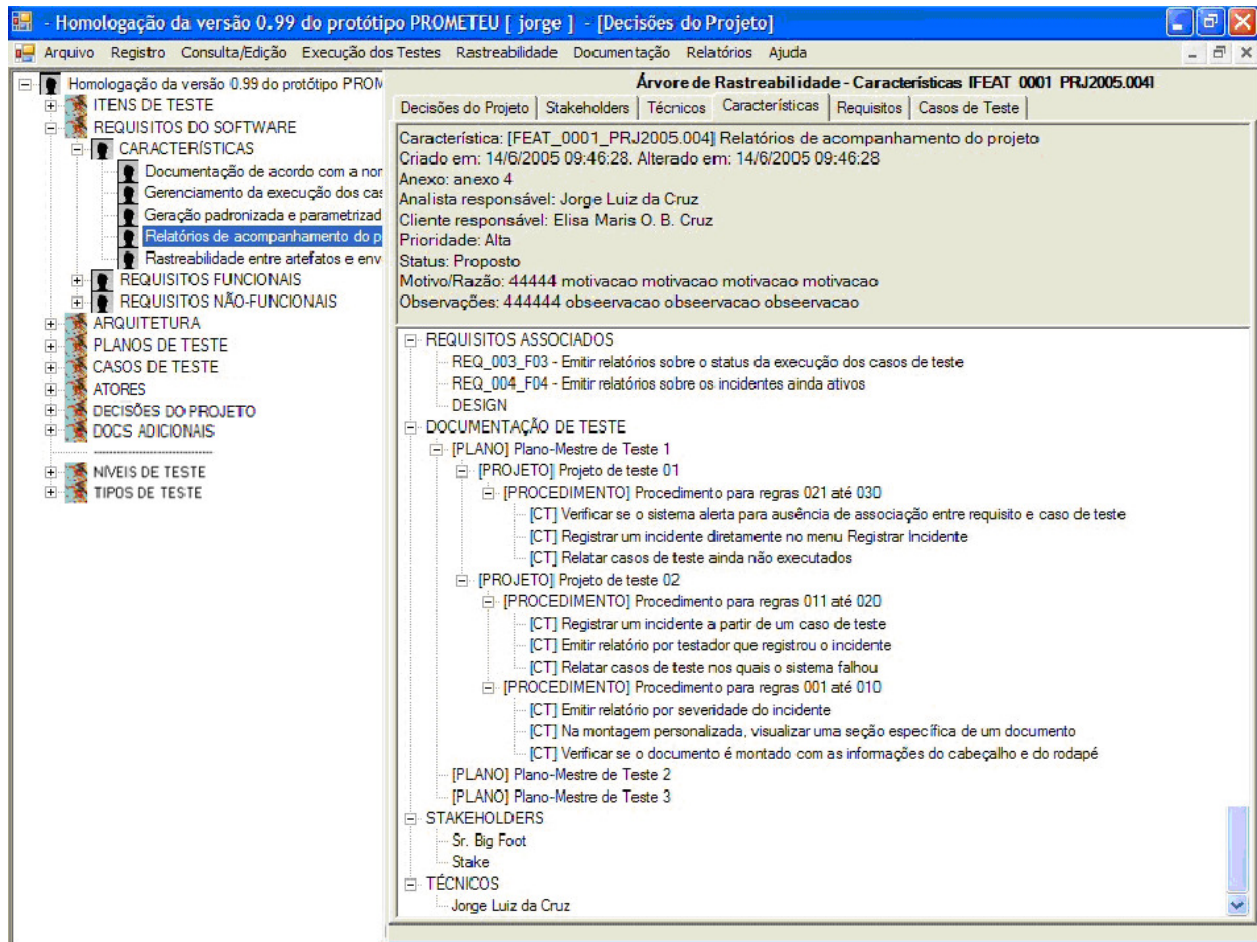 - Homologação da versão 0.99 do protótipo PROMETEU [ jorge ] - [Decisões do Projeto]
Arquivo Registro Consulta/Edição Execução dos Testes Rastreabilidade Documentação Relatórios Ajuda
Homologação da versão 0.99 do protótipo PROM
ITENS DE TESTE
REQUISITOS DO SOFTWARE
CARACTERÍSTICAS
Documentação de acordo com a nor
Gerenciamento da execução dos cas
Geração padronizada e parametrizad
Relatórios de acompanhamento do p
Rastreabilidade entre artefatos e env
REQUISITOS FUNCIONAIS
REQUISITOS NÃO-FUNCIONAIS
ARQUITETURA
PLANOS DE TESTE
CASOS DE TESTE
ATORES
DECISÕES DO PROJETO
DOCS ADICIONAIS
NÍVEIS DE TESTE
TIPOS DE TESTE
Árvore de Rastreabilidade - Características [FEAT_0001_PRJ2005.004]
Decisões do Projeto Stakeholders Técnicos Características Requisitos Casos de Teste
Característica: [FEAT_0001_PRJ2005.004] Relatórios de acompanhamento do projeto
Criado em: 14/6/2005 09:46:28. Alterado em: 14/6/2005 09:46:28
Anexo: anexo 4
Analista responsável: Jorge Luiz da Cruz
Cliente responsável: Elisa Maris O. B. Cruz
Prioridade: Alta
Status: Proposto
Motivo/Razão: 44444 motivacao motivacao motivacao motivacao
Observações: 444444 obseervacao obseervacao obseervacao
REQUISITOS ASSOCIADOS
REQ_003_F03 - Emitir relatórios sobre o status da execução dos casos de teste
REQ_004_F04 - Emitir relatórios sobre os incidentes ainda ativos
DESIGN
DOCUMENTAÇÃO DE TESTE
[PLANO] Plano-Mestre de Teste 1
[PROJETO] Projeto de teste 01
[PROCEDIMENTO] Procedimento para regras 021 até 030
[CT] Verificar se o sistema alerta para ausência de associação entre requisito e caso de teste
[CT] Registrar um incidente diretamente no menu Registrar Incidente
[CT] Relatar casos de teste ainda não executados
[PROJETO] Projeto de teste 02
[PROCEDIMENTO] Procedimento para regras 011 até 020
[CT] Registrar um incidente a partir de um caso de teste
[CT] Emitir relatório por testador que registrou o incidente
[CT] Relatar casos de teste nos quais o sistema falhou
[PROCEDIMENTO] Procedimento para regras 001 até 010
[CT] Emitir relatório por severidade do incidente
[CT] Na montagem personalizada, visualizar uma seção específica de um documento
[CT] Verificar se o documento é montado com as informações do cabeçalho e do rodapé
[PLANO] Plano-Mestre de Teste 2
[PLANO] Plano-Mestre de Teste 3
STAKEHOLDERS
Sr. Big Foot
Stake
TÉCNICOS
Jorge Luiz da Cruz